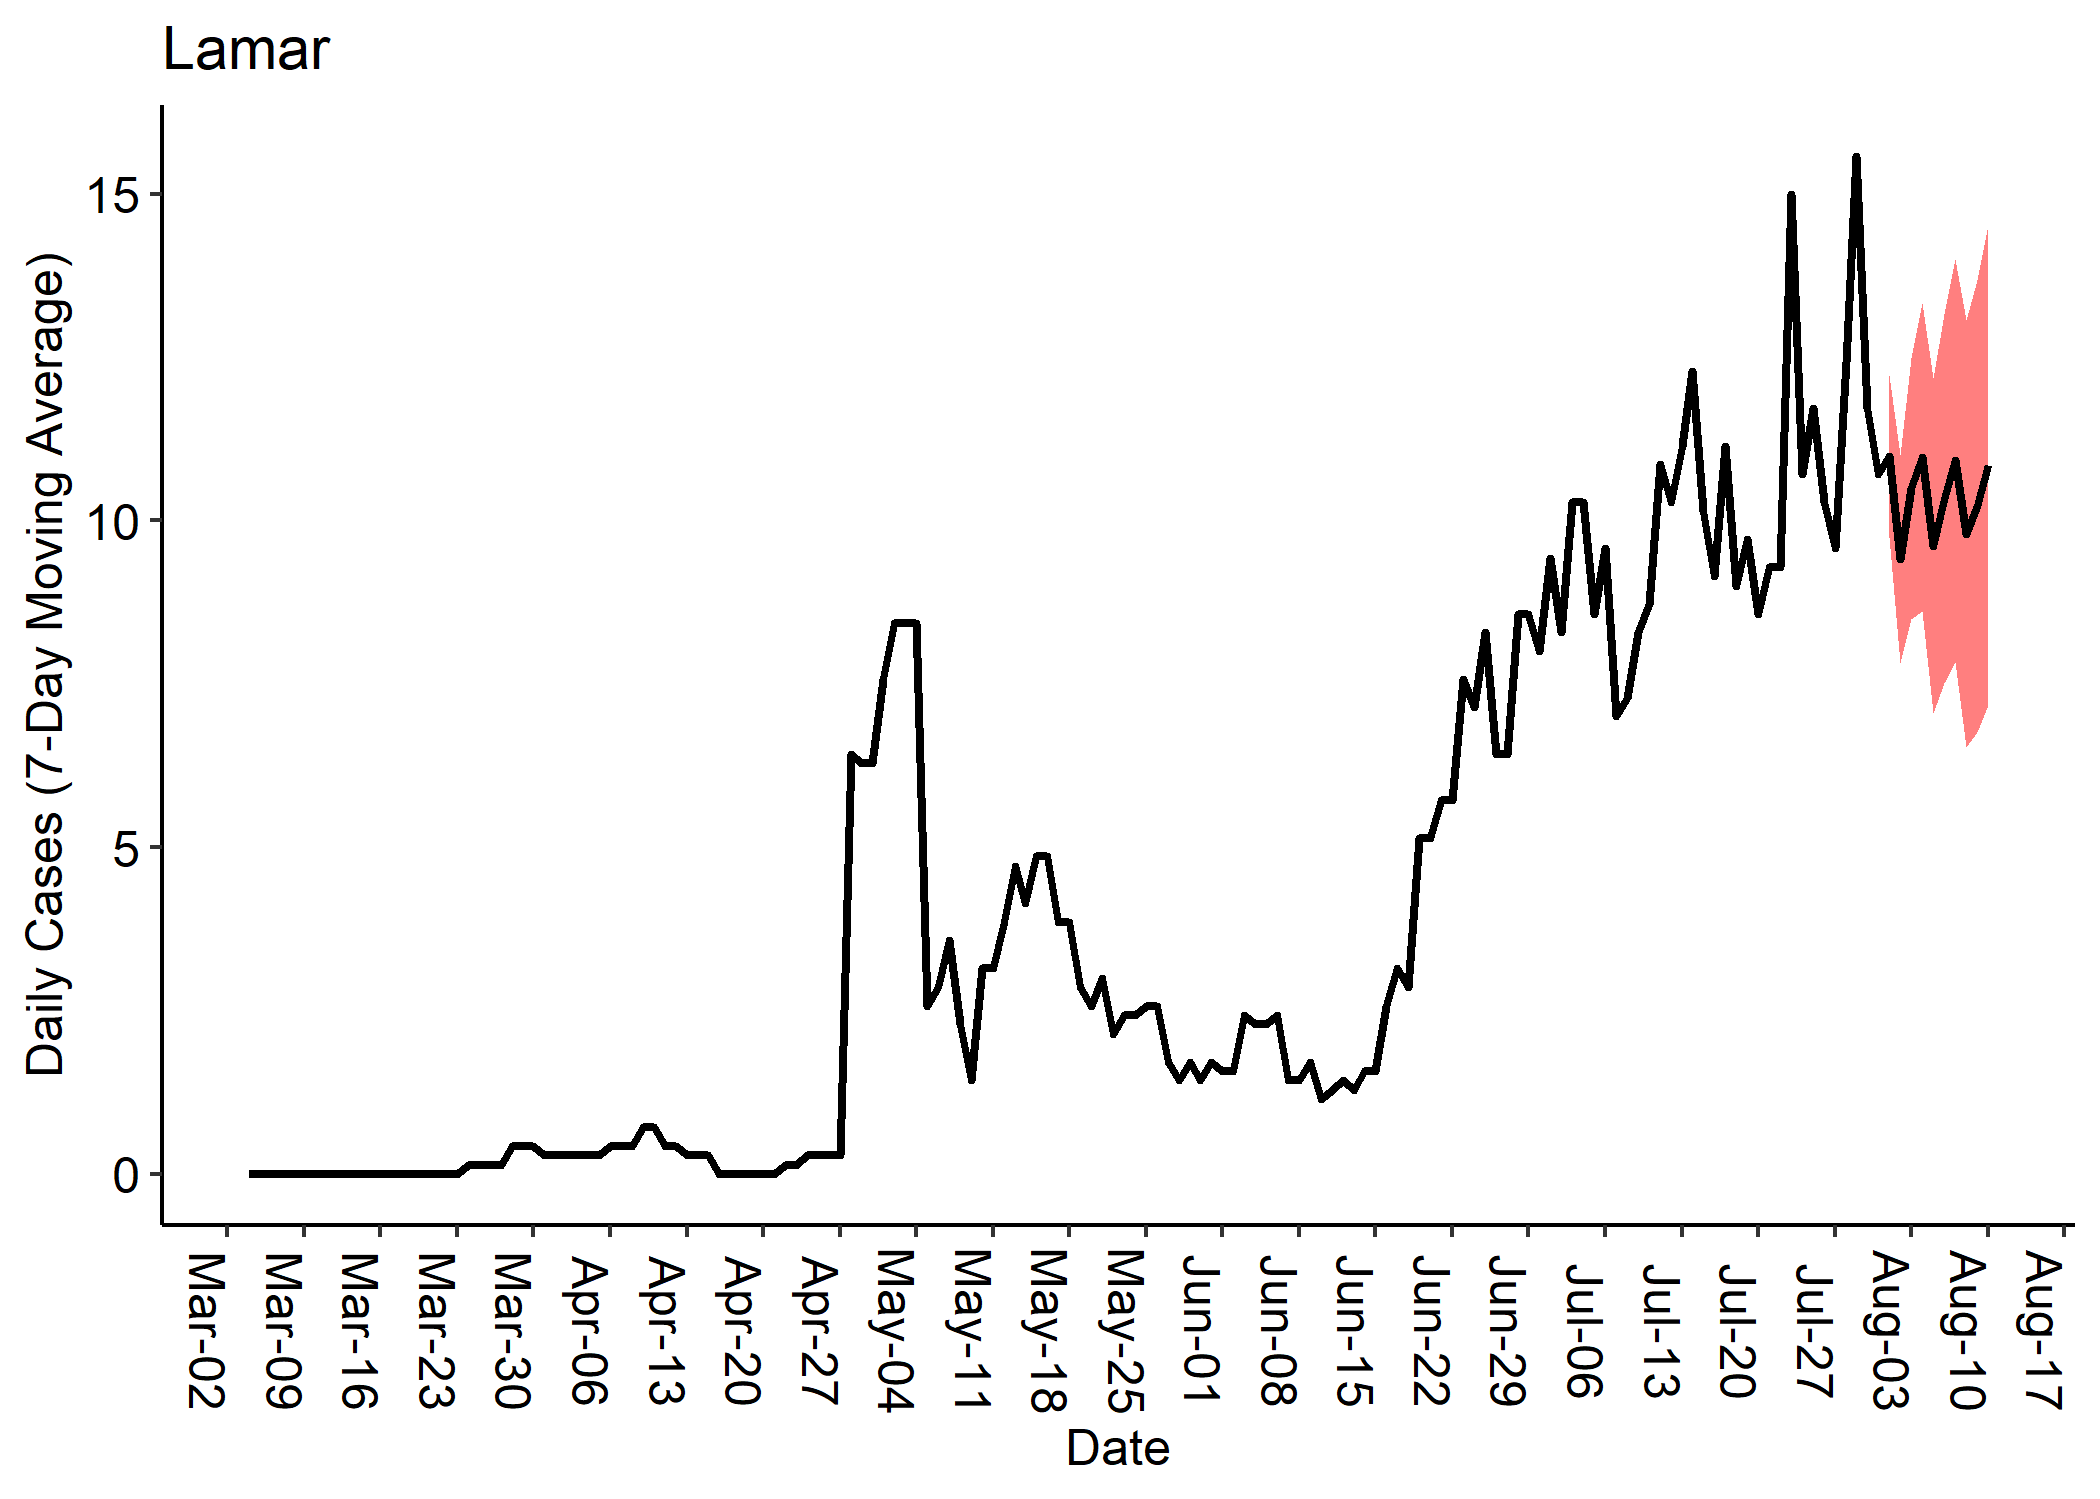 Lamar
Daily Cases (7-Day Moving Average)
15
10
5
0
Mar-02
Mar-09
Mar-16
Mar-23
Mar-30
Apr-06
Apr-13
Apr-20
Apr-27
May-04
May-11
May-18
May-25
Jun-01
Jun-08
Jun-15
Jun-22
Jun-29
Jul-06
Jul-13
Jul-20
Jul-27
Aug-03
Aug-10
Aug-17
Date